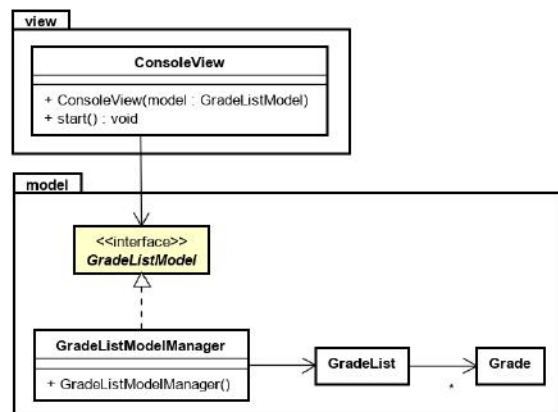 view
ConsoleView
+ ConsoleView(model : GradeListModel)
+ start() : void
model
<<interface>>
GradeListModel
GradeListModelManager
+ GradeListModelManager()
GradeList
Grade
*